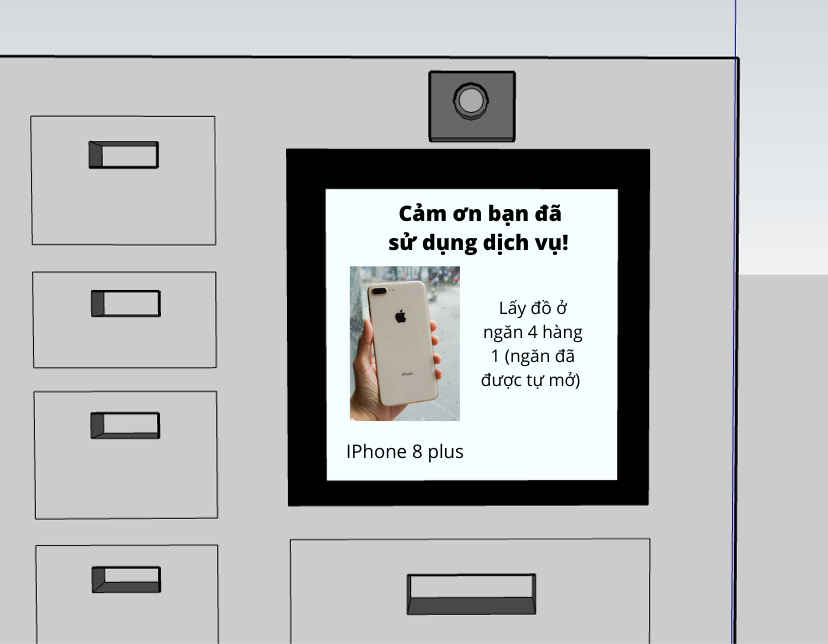 Cảm ơn bạn đã
sử dụng dịch vụ!
Lấy đồ ở
ngăn 4 hàng
1 (ngăn đã
được tự mở)
iPhone
IPhone 8 plus